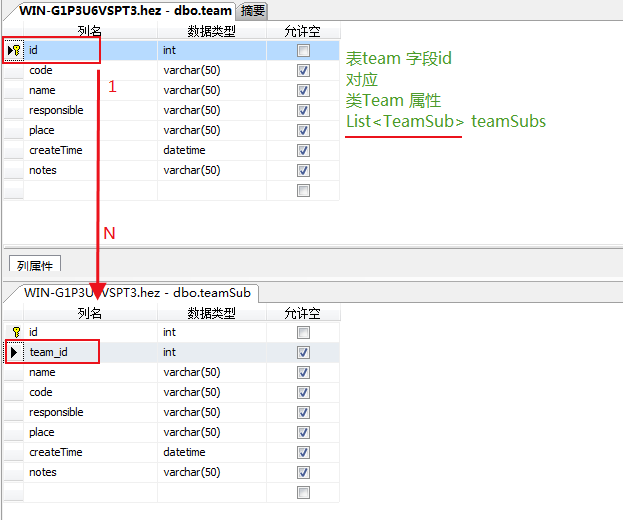 WIN-G1P3U6VSPT3.hez - dbo.team 摘要
列名 数据类型 允许空
id int
code varchar(50)
name varchar(50)
responsible varchar(50)
place varchar(50)
createTime datetime
notes varchar(50)
表team 字段id
对应
类Team 属性
List<TeamSub> teamSubs
1
N
列属性
WIN-G1P3U6VSPT3.hez - dbo.teamSub
列名 数据类型 允许空
id int
team_id int
name varchar(50)
code varchar(50)
responsible varchar(50)
place varchar(50)
createTime datetime
notes varchar(50)